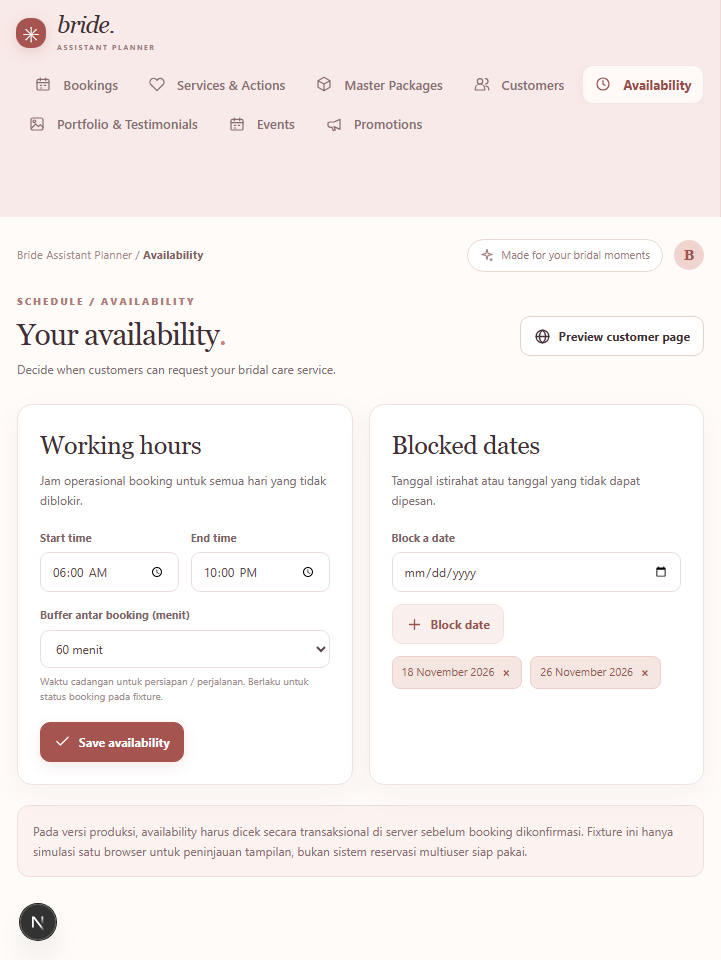 bride.
ASSISTANT PLANNER
Bookings
Services & Actions
Master Packages
Customers
Availability
Portfolio & Testimonials
Events
Promotions
Bride Assistant Planner / Availability
Made for your bridal moments
B
SCHEDULE / AVAILABILITY
Your availability.
Preview customer page
Decide when customers can request your bridal care service.
Working hours
Jam operasional booking untuk semua hari yang tidak
diblokir.
Start time
End time
06:00 AM
10:00 PM
Buffer antar booking (menit)
60 menit
Waktu cadangan untuk persiapan / perjalanan. Berlaku untuk
status booking pada fixture.
Save availability
Blocked dates
Tanggal istirahat atau tanggal yang tidak dapat
dipesan.
Block a date
mm/dd/yyyy
+ Block date
18 November 2026 ×
26 November 2026 ×
Pada versi produksi, availability harus dicek secara transaksional di server sebelum booking dikonfirmasi. Fixture ini hanya
simulasi satu browser untuk peninjauan tampilan, bukan sistem reservasi multiuser siap pakai.
N